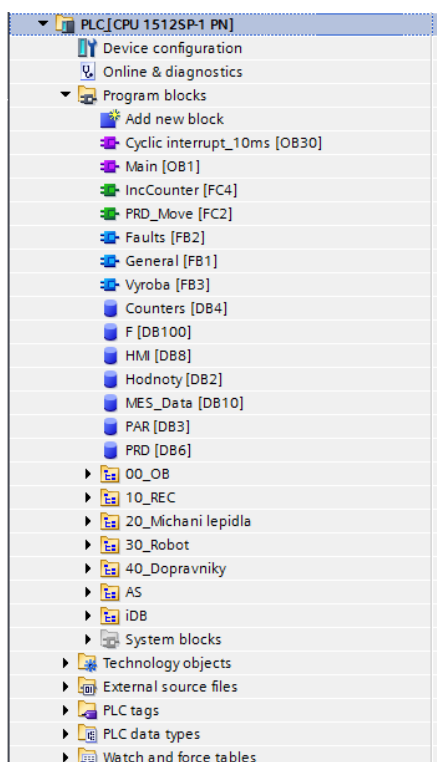 PLC [CPU 1512SP-1 PN]
Device configuration
Online & diagnostics
Program blocks
Add new block
Cyclic interrupt_10ms [OB30]
Main [OB1]
IncCounter [FC4]
PRD_Move [FC2]
Faults [FB2]
General [FB1]
Vyroba [FB3]
Counters [DB4]
F [DB100]
HMI [DB8]
Hodnoty [DB2]
MES_Data [DB10]
PAR [DB3]
PRD [DB6]
00_OB
10_REC
20_Michani lepidla
30_Robot
40_Dopravniky
AS
iDB
System blocks
Technology objects
External source files
PLC tags
PLC data types
Watch and force tables